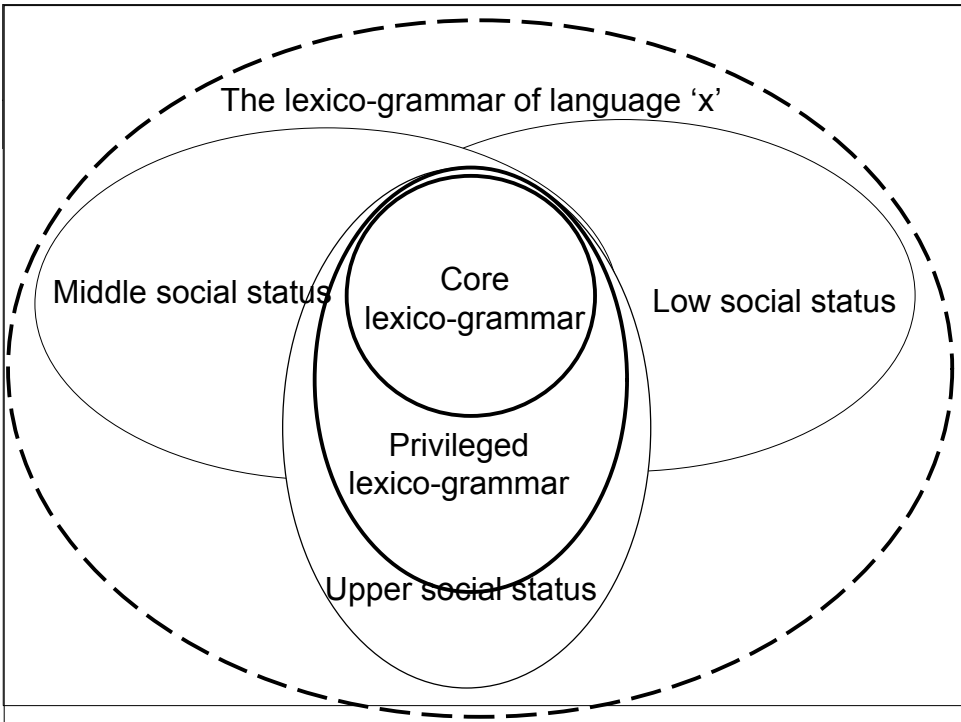 The lexico-grammar of language ‘x’
Middle social status
Core
lexico-grammar
Low social status
Privileged
lexico-grammar
Upper social status